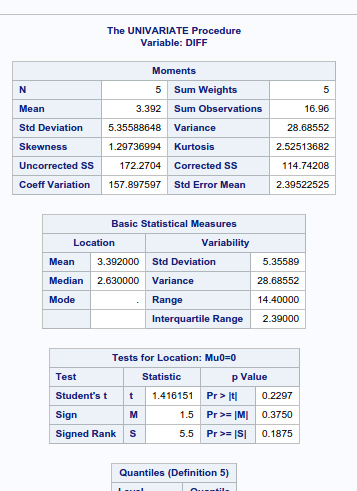 The UNIVARIATE Procedure
Variable: DIFF
Moments
N 5 Sum Weights 5
Mean 3.392 Sum Observations 16.96
Std Deviation 5.35588648 Variance 28.68552
Skewness 1.29736994 Kurtosis 2.52513682
Uncorrected SS 172.2704 Corrected SS 114.74208
Coeff Variation 157.897597 Std Error Mean 2.39522525
Basic Statistical Measures
Location Variability
Mean 3.392000 Std Deviation 5.35589
Median 2.630000 Variance 28.68552
Mode . Range 14.40000
Interquartile Range 2.39000
Tests for Location: Mu0=0
Test Statistic p Value
Student's t t 1.416151 Pr > |t| 0.2297
Sign M 1.5 Pr >= |M| 0.3750
Signed Rank S 5.5 Pr >= |S| 0.1875
Quantiles (Definition 5)
Level Quantile